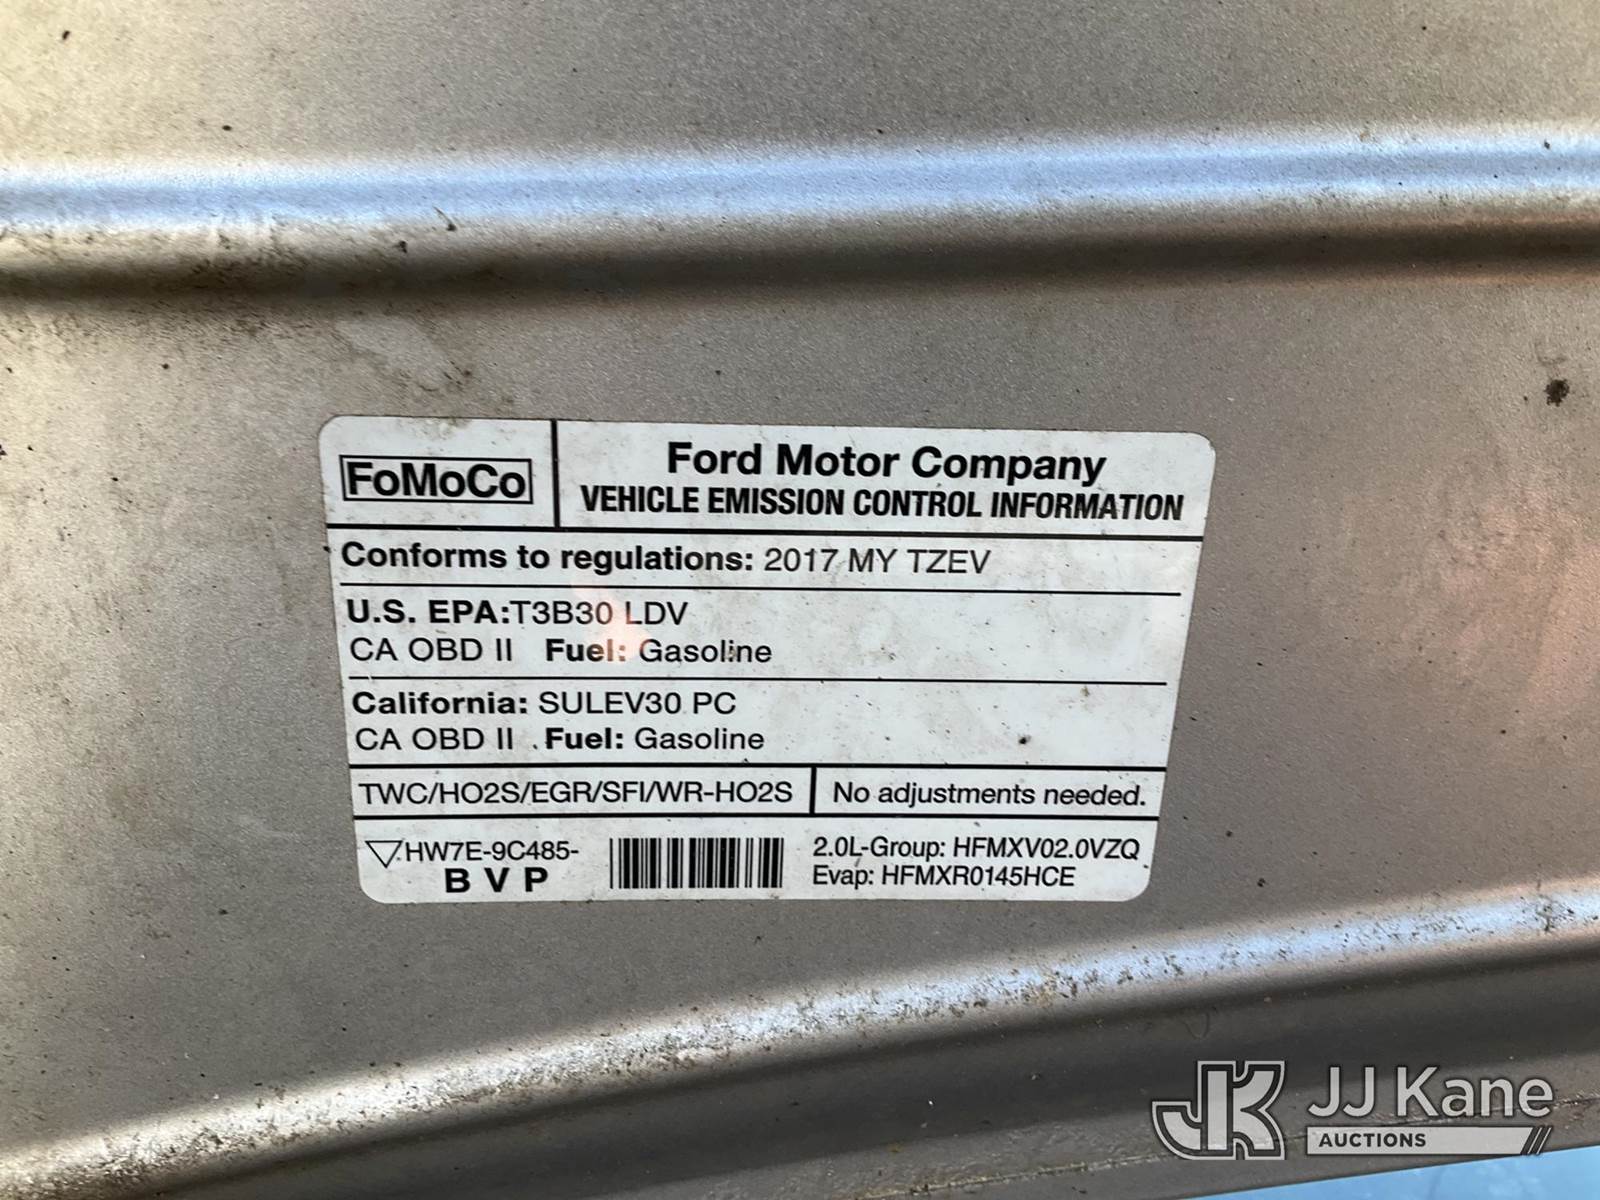 FoMoCo
Ford Motor Company
VEHICLE EMISSION CONTROL INFORMATION
Conforms to regulations: 2017 MY TZEV
U.S. EPA:T3B30 LDV
CA OBD II Fuel: Gasoline
California: SULEV30 PC
CA OBD II Fuel: Gasoline
TWC/HO2S/EGR/SFI/WR-HO2S
No adjustments needed.
HW7E-9C485-
B V P
2.0L-Group: HFMXV02.0VZQ
Evap: HFMXR0145HCE
JK JJ Kane
AUCTIONS